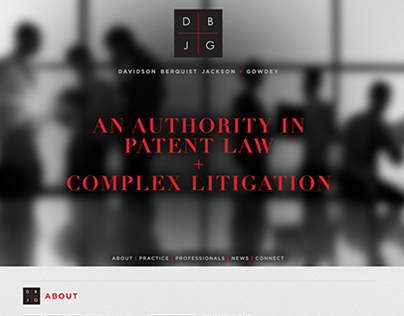 D B
J G
DAVIDSON BERQUIST JACKSON + GOWDEY
AN AUTHORITY IN
PATENT LAW
+
COMPLEX LITIGATION
ABOUT | PRACTICE | PROFESSIONALS | NEWS | CONNECT
D B
J G
ABOUT